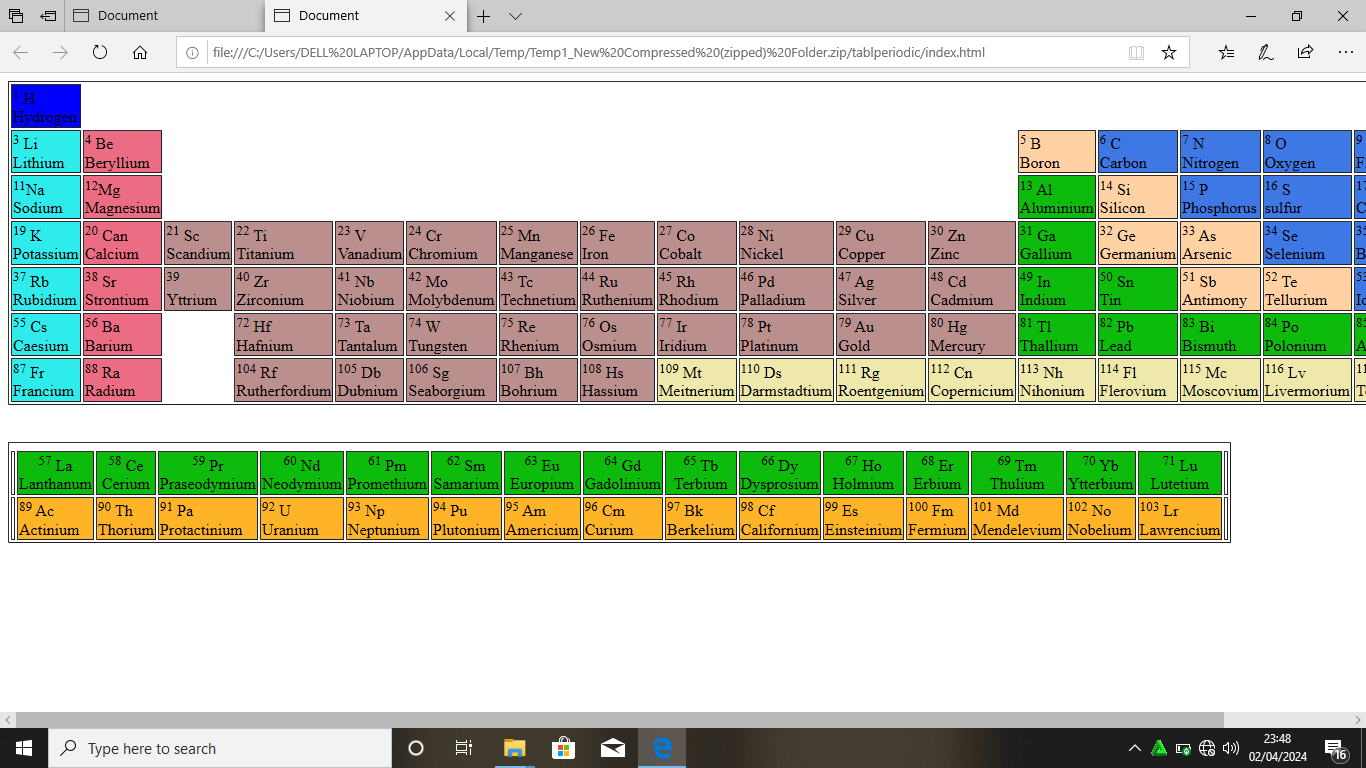 Document
Document
file:///C:/Users/DELL%20LAPTOP/AppData/Local/Temp/Temp1_New%20Compressed%20(zipped)%20Folder.zip/tablperiodic/index.html
1 H
Hydrogen
3 Li 4 Be 5 B 6 C 7 N 8 O 9
Lithium Beryllium Boron Carbon Nitrogen Oxygen F
11Na 12Mg 13 Al 14 Si 15 P 16 S 17
Sodium Magnesium Aluminium Silicon Phosphorus sulfur C
19 K 20 Can 21 Sc 22 Ti 23 V 24 Cr 25 Mn 26 Fe 27 Co 28 Ni 29 Cu 30 Zn 31 Ga 32 Ge 33 As 34 Se 35
Potassium Calcium Scandium Titanium Vanadium Chromium Manganese Iron Cobalt Nickel Copper Zinc Gallium Germanium Arsenic Selenium B
37 Rb 38 Sr 39 40 Zr 41 Nb 42 Mo 43 Tc 44 Ru 45 Rh 46 Pd 47 Ag 48 Cd 49 In 50 Sn 51 Sb 52 Te 53
Rubidium Strontium Yttrium Zirconium Niobium Molybdenum Technetium Ruthenium Rhodium Palladium Silver Cadmium Indium Tin Antimony Tellurium Io
55 Cs 56 Ba 72 Hf 73 Ta 74 W 75 Re 76 Os 77 Ir 78 Pt 79 Au 80 Hg 81 Tl 82 Pb 83 Bi 84 Po 85
Caesium Barium Hafnium Tantalum Tungsten Rhenium Osmium Iridium Platinum Gold Mercury Thallium Lead Bismuth Polonium A
87 Fr 88 Ra 104 Rf 105 Db 106 Sg 107 Bh 108 Hs 109 Mt 110 Ds 111 Rg 112 Cn 113 Nh 114 Fl 115 Mc 116 Lv 11
Francium Radium Rutherfordium Dubnium Seaborgium Bohrium Hassium Meitnerium Darmstadtium Roentgenium Copernicium Nihonium Flerovium Moscovium Livermorium T
57 La 58 Ce 59 Pr 60 Nd 61 Pm 62 Sm 63 Eu 64 Gd 65 Tb 66 Dy 67 Ho 68 Er 69 Tm 70 Yb 71 Lu
Lanthanum Cerium Praseodymium Neodymium Promethium Samarium Europium Gadolinium Terbium Dysprosium Holmium Erbium Thulium Ytterbium Lutetium
89 Ac 90 Th 91 Pa 92 U 93 Np 94 Pu 95 Am 96 Cm 97 Bk 98 Cf 99 Es 100 Fm 101 Md 102 No 103 Lr
Actinium Thorium Protactinium Uranium Neptunium Plutonium Americium Curium Berkelium Californium Einsteinium Fermium Mendelevium Nobelium Lawrencium
Type here to search
23:48
02/04/2024
16